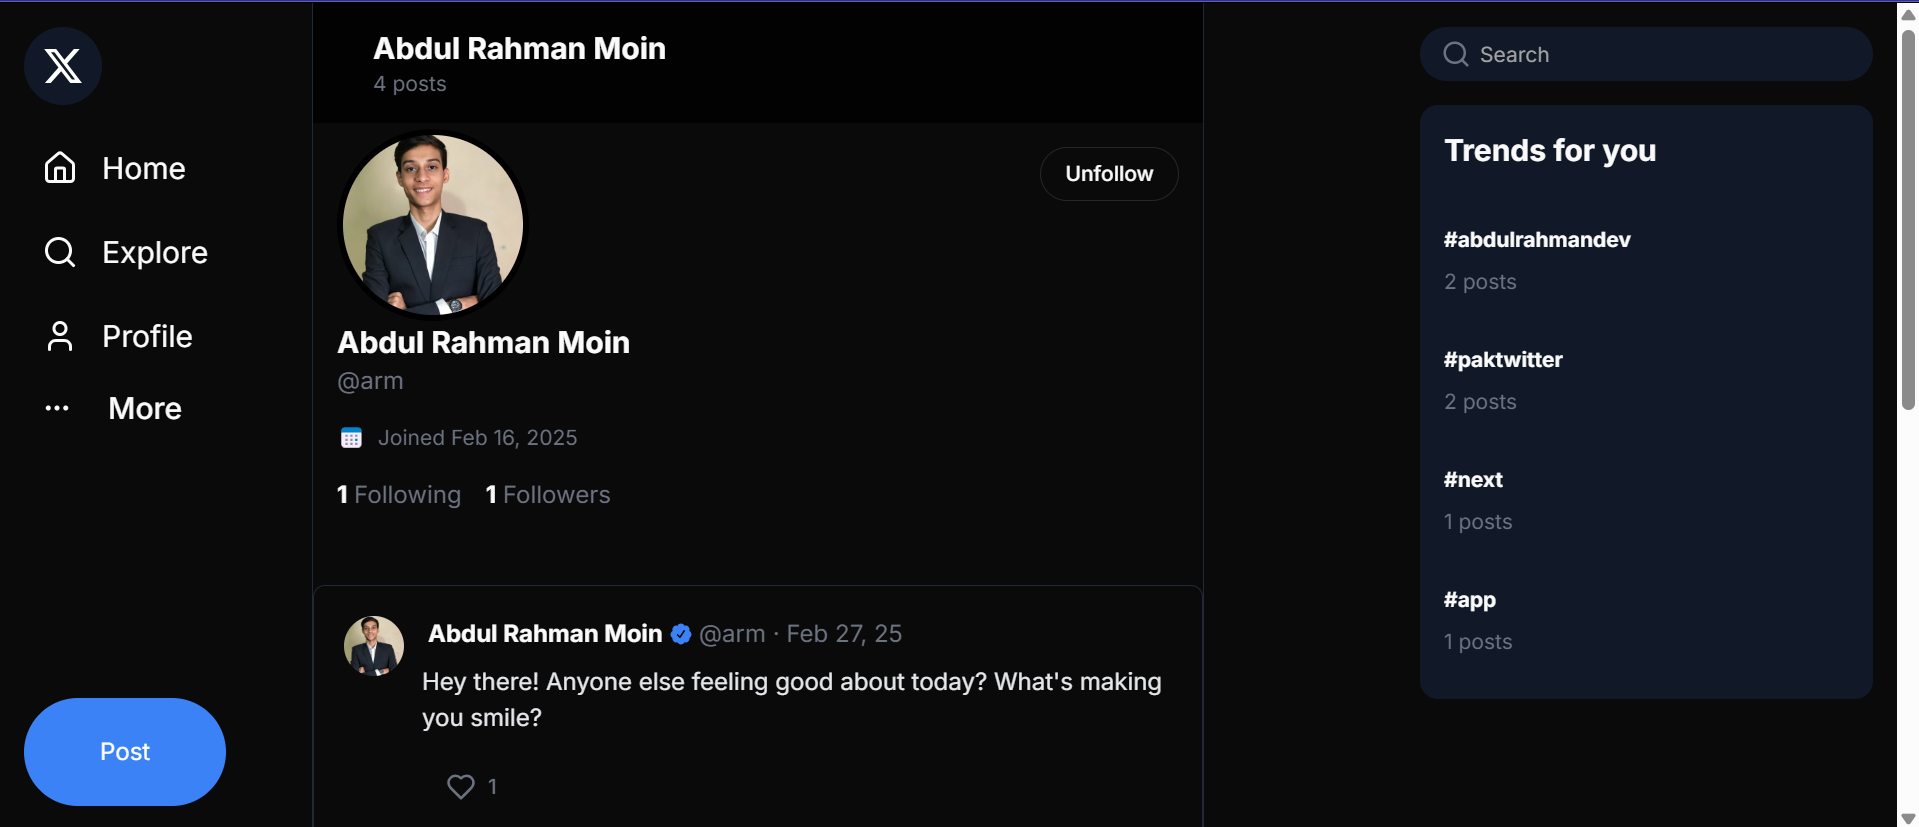 Home
Explore
Profile
More
Post
Abdul Rahman Moin
4 posts
Unfollow
Abdul Rahman Moin
@arm
Joined Feb 16, 2025
1 Following 1 Followers
Abdul Rahman Moin @arm · Feb 27, 25
Hey there! Anyone else feeling good about today? What's making
you smile?
1
Search
Trends for you
#abdulrahmandev
2 posts
#paktwitter
2 posts
#next
1 posts
#app
1 posts